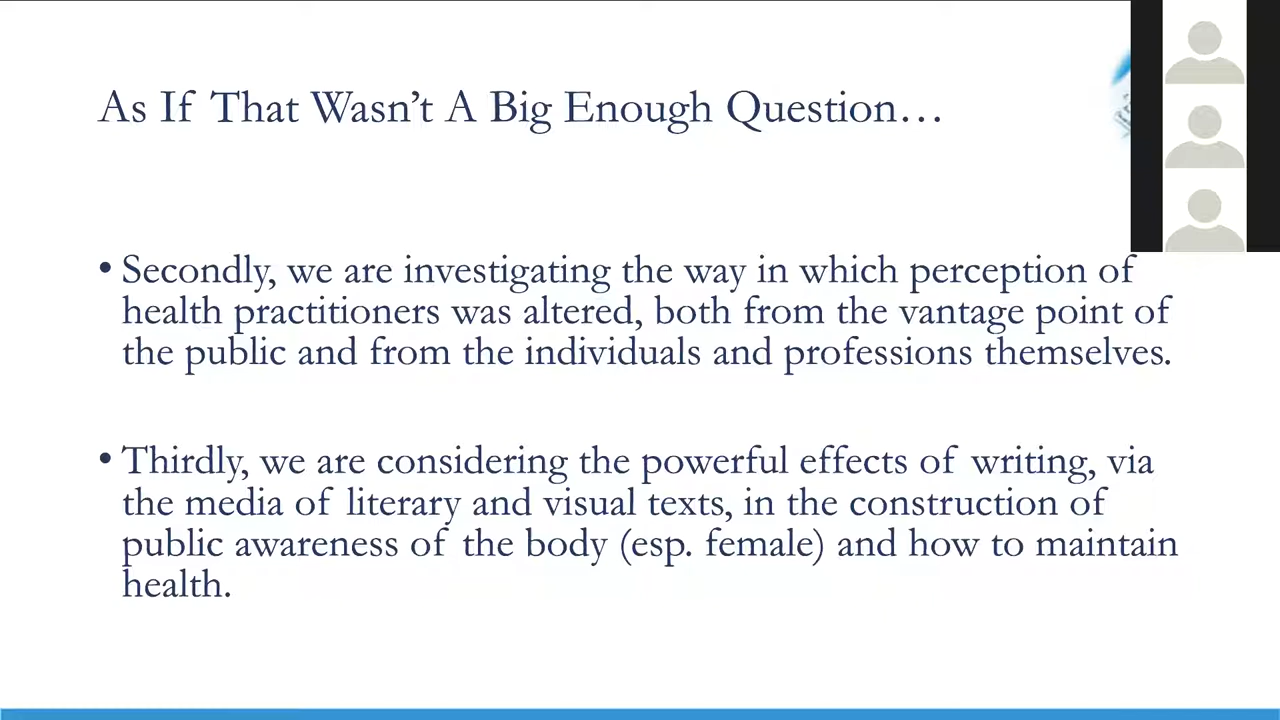 As If That Wasn’t A Big Enough Question…
• Secondly, we are investigating the way in which perception of
health practitioners was altered, both from the vantage point of
the public and from the individuals and professions themselves.
• Thirdly, we are considering the powerful effects of writing, via
the media of literary and visual texts, in the construction of
public awareness of the body (esp. female) and how to maintain
health.